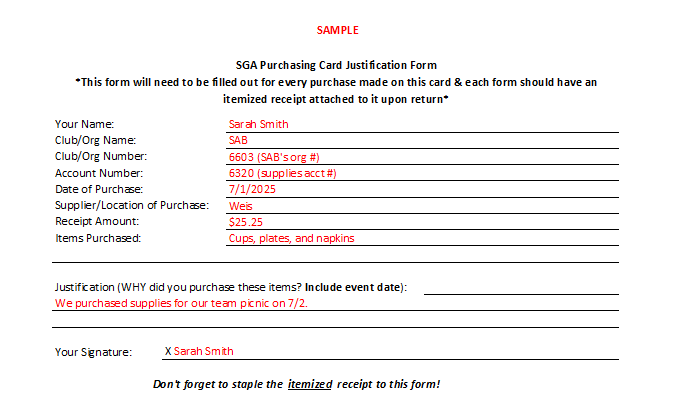 SAMPLE
SGA Purchasing Card Justification Form
*This form will need to be filled out for every purchase made on this card & each form should have an
itemized receipt attached to it upon return*
Your Name: Sarah Smith
Club/Org Name: SAB
Club/Org Number: 6603 (SAB's org #)
Account Number: 6320 (supplies acct #)
Date of Purchase: 7/1/2025
Supplier/Location of Purchase: Weis
Receipt Amount: $25.25
Items Purchased: Cups, plates, and napkins
Justification (WHY did you purchase these items? Include event date):
We purchased supplies for our team picnic on 7/2.
Your Signature: X Sarah Smith
Don't forget to staple the itemized receipt to this form!